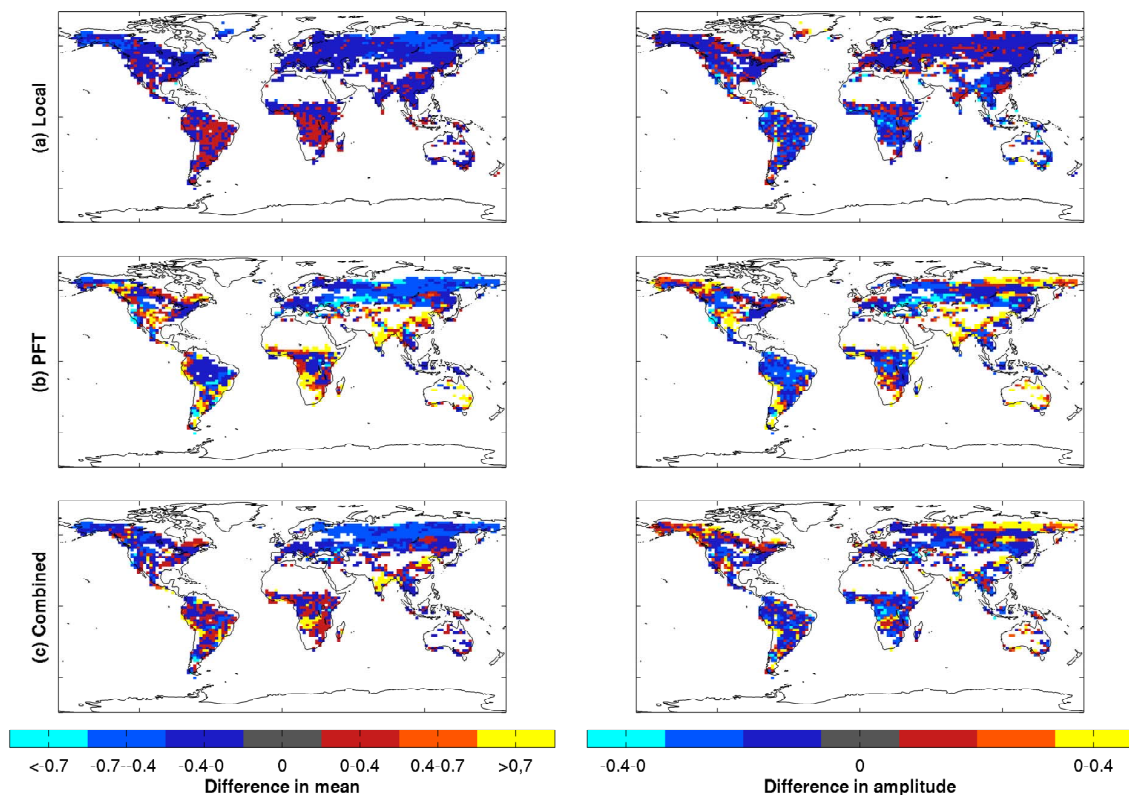 (a) Local
(b) PFT
(c) Combined
<-0.7 -0.7--0.4 -0.4-0 0 0-0.4 0.4-0.7 >0,7
Difference in mean
-0.4-0 0 0-0.4
Difference in amplitude